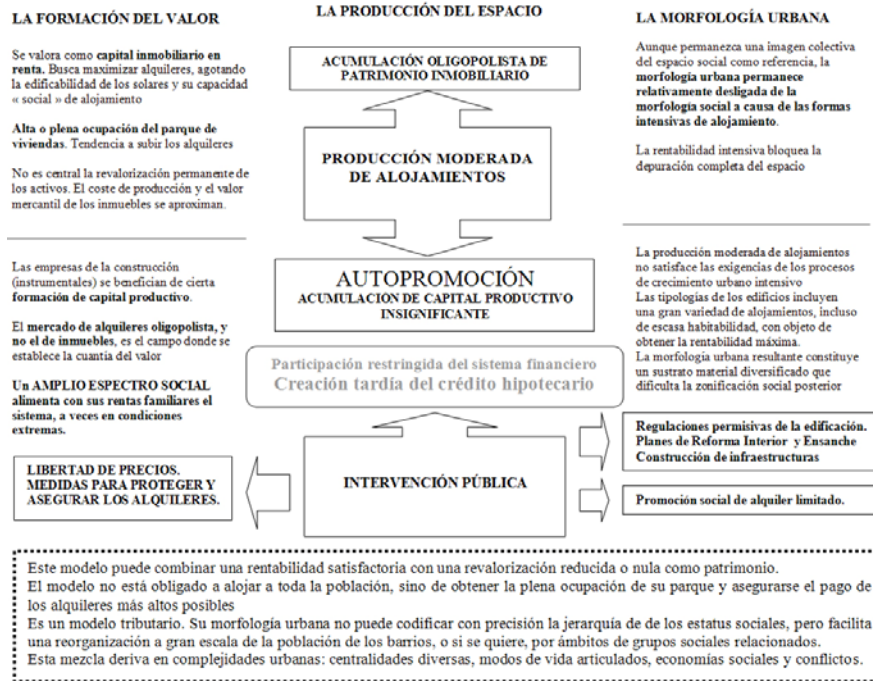 LA FORMACIÓN DEL VALOR
Se valora como capital inmobiliario en
renta. Busca maximizar alquileres, agotando
la edificabilidad de los solares y su capacidad
« social » de alojamiento
Alta o plena ocupación del parque de
viviendas. Tendencia a subir los alquileres
No es central la revalorización permanente de
los activos. El coste de producción y el valor
mercantil de los inmuebles se aproximan.
Las empresas de la construcción
(instrumentales) se benefician de cierta
formación de capital productivo.
El mercado de alquileres oligopolista, y
no el de inmuebles, es el campo donde se
establece la cuantía del valor
Un AMPLIO ESPECTRO SOCIAL
alimenta con sus rentas familiares el
sistema, a veces en condiciones
extremas.
LIBERTAD DE PRECIOS.
MEDIDAS PARA PROTEGER Y
ASEGURAR LOS ALQUILERES.
LA PRODUCCIÓN DEL ESPACIO
ACUMULACIÓN OLIGOPOLISTA DE
PATRIMONIO INMOBILIARIO
PRODUCCIÓN MODERADA
DE ALOJAMIENTOS
AUTOPROMOCIÓN
ACUMULACIÓN DE CAPITAL PRODUCTIVO
INSIGNIFICANTE
Participación restringida del sistema financiero
Creación tardía del crédito hipotecario
INTERVENCIÓN PÚBLICA
LA MORFOLOGÍA URBANA
Aunque permanezca una imagen colectiva
del espacio social como referencia, la
morfología urbana permanece
relativamente desligada de la
morfología social a causa de las formas
intensivas de alojamiento.
La rentabilidad intensiva bloquea la
depuración completa del espacio
La producción moderada de alojamientos
no satisface las exigencias de los procesos
de crecimiento urbano intensivo
Las tipologías de los edificios incluyen
una gran variedad de alojamientos, incluso
de escasa habitabilidad, con objeto de
obtener la rentabilidad máxima.
La morfología urbana resultante constituye
un sustrato material diversificado que
dificulta la zonificación social posterior
Regulaciones permisivas de la edificación.
Planes de Reforma Interior y Ensanche
Construcción de infraestructuras
Promoción social de alquiler limitado.
Este modelo puede combinar una rentabilidad satisfactoria con una revalorización reducida o nula como patrimonio.
El modelo no está obligado a alojar a toda la población, sino de obtener la plena ocupación de su parque y asegurarse el pago de
los alquileres más altos posibles
Es un modelo tributario. Su morfología urbana no puede codificar con precisión la jerarquía de de los estatus sociales, pero facilita
una reorganización a gran escala de la población de los barrios, o si se quiere, por ámbitos de grupos sociales relacionados.
Esta mezcla deriva en complejidades urbanas: centralidades diversas, modos de vida articulados, economías sociales y conflictos.